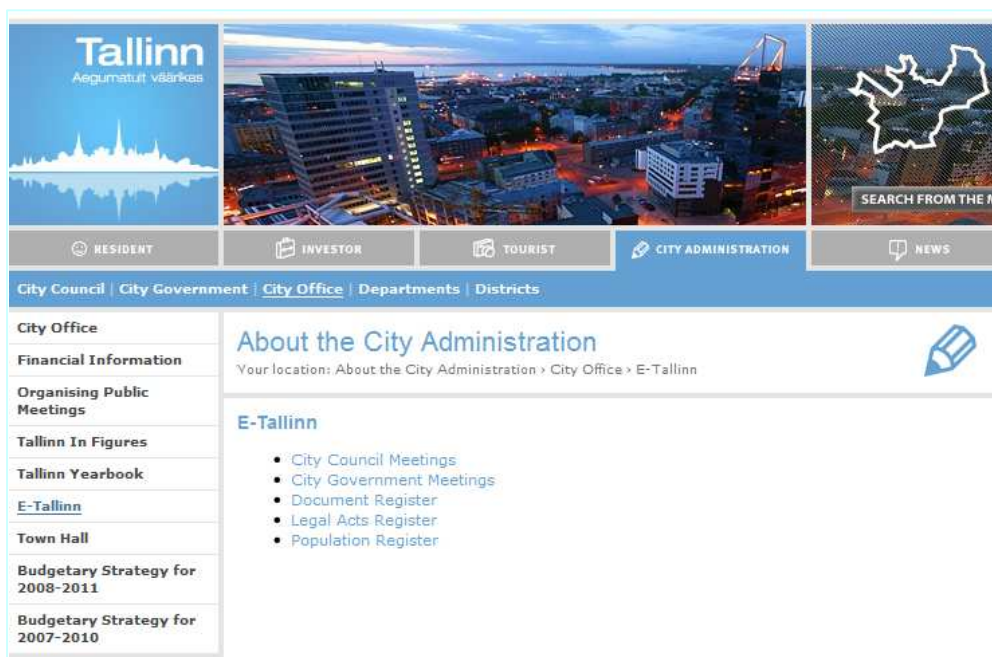 Tallinn
Aegumatult väärikas
SEARCH FROM THE M
RESIDENT
INVESTOR
TOURIST
CITY ADMINISTRATION
NEWS
City Council | City Government | City Office | Departments | Districts
City Office
Financial Information
Organising Public
Meetings
Tallinn In Figures
Tallinn Yearbook
E-Tallinn
Town Hall
Budgetary Strategy for
2008-2011
Budgetary Strategy for
2007-2010
About the City Administration
Your location: About the City Administration › City Office › E-Tallinn
E-Tallinn
• City Council Meetings
• City Government Meetings
• Document Register
• Legal Acts Register
• Population Register